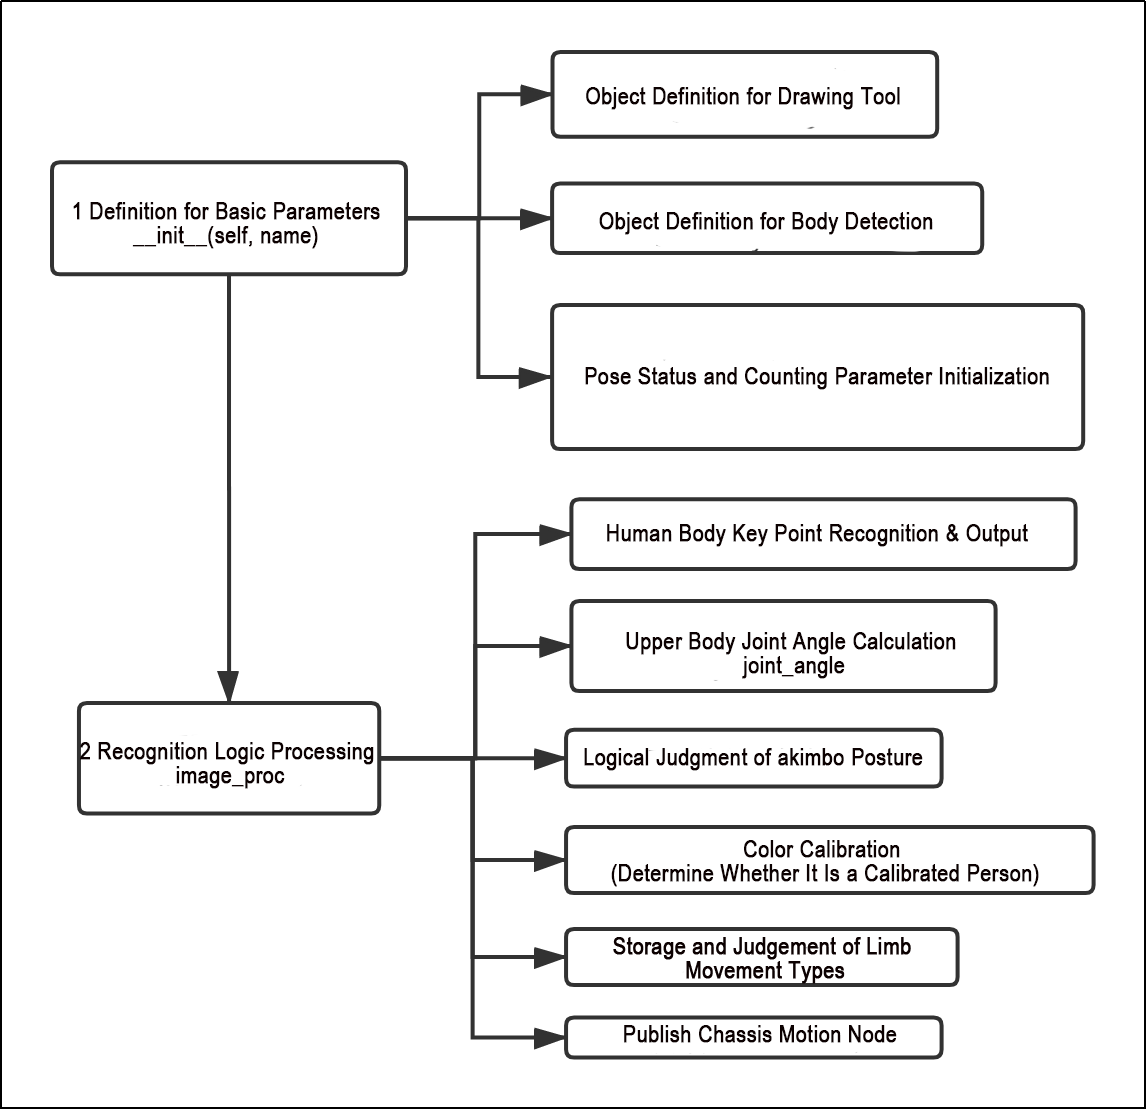 Object Definition for Drawing Tool
1 Definition for Basic Parameters
__init__(self, name)
Object Definition for Body Detection
Pose Status and Counting Parameter Initialization
Human Body Key Point Recognition & Output
Upper Body Joint Angle Calculation
joint_angle
2 Recognition Logic Processing
image_proc
Logical Judgment of akimbo Posture
Color Calibration
(Determine Whether It Is a Calibrated Person)
Storage and Judgement of Limb
Movement Types
Publish Chassis Motion Node